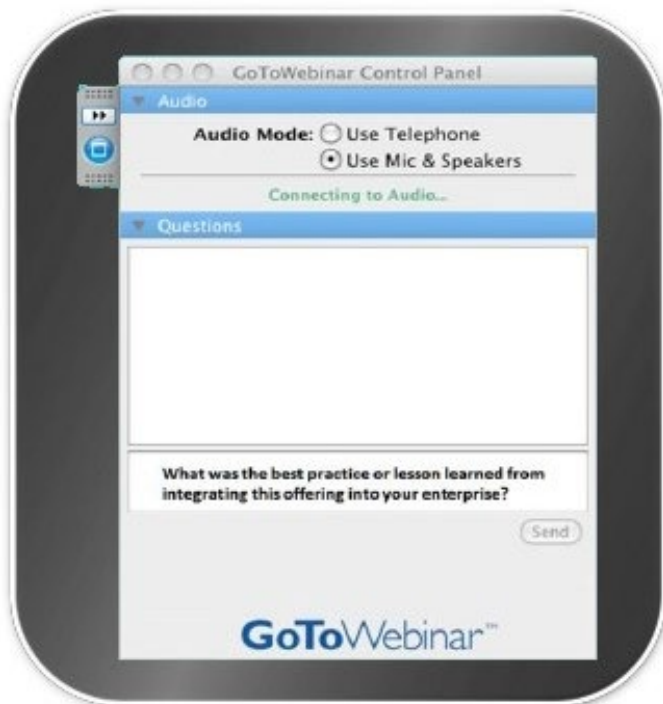 GoToWebinar Control Panel
Audio
Audio Mode: Use Telephone
Use Mic & Speakers
Connecting to Audio...
Questions
What was the best practice or lesson learned from
integrating this offering into your enterprise?
Send
GoToWebinar™